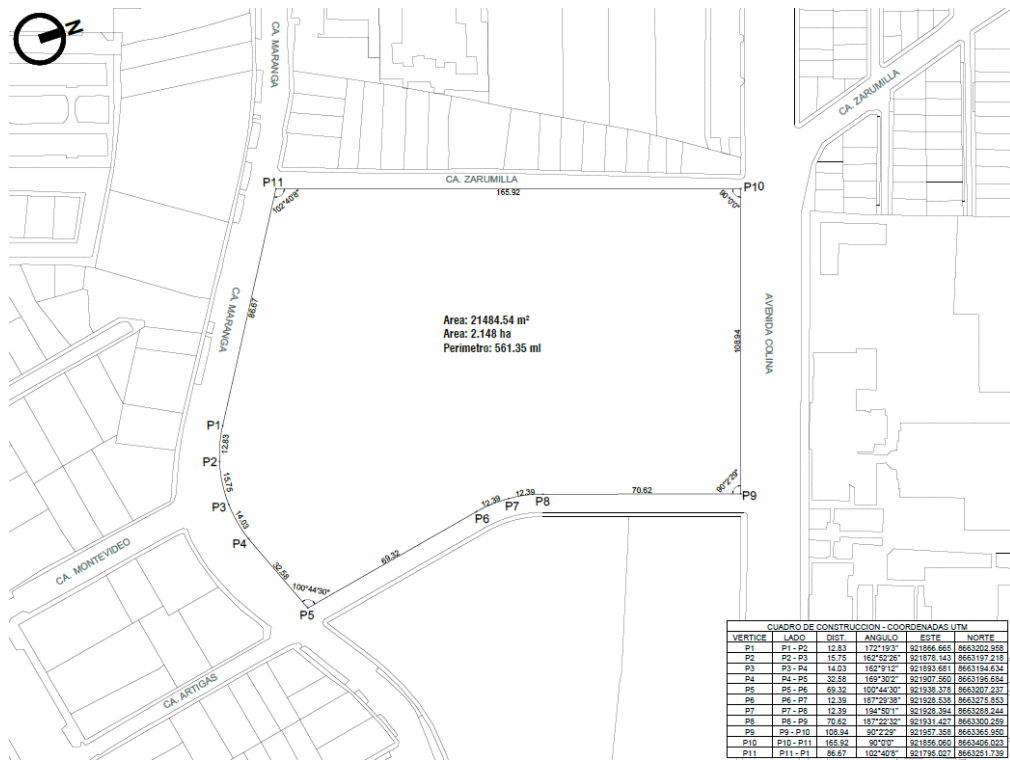 N
CA. MARANGA
CA. ZARUMILLA
P11
CA. ZARUMILLA
165.92
P10
102°40'8"
90°0'0"
CA. MARANGA
86.67
Area: 21484.54 m²
Area: 2.148 ha
Perimetro: 561.35 ml
AVENIDA COLINA
108.94
P1
12.83
P2
15.75
P3
14.03
P4
32.58
100°44'30"
P5
69.32
P6
12.39
P7
12.39
P8
70.62
90°2'29"
P9
CA. MONTEVIDEO
CA. ARTIGAS
CUADRO DE CONSTRUCCION - COORDENADAS UTM
VERTICE LADO DIST. ANGULO ESTE NORTE
P1 P1 - P2 12.83 172°19'3" 921866.665 8663202.958
P2 P2 - P3 15.75 162°52'26" 921878.143 8663197.218
P3 P3 - P4 14.03 162°9'12" 921893.681 8663194.634
P4 P4 - P5 32.58 169°30'2" 921907.560 8663196.684
P5 P5 - P6 69.32 100°44'30" 921938.378 8663207.237
P6 P6 - P7 12.39 187°29'38" 921928.538 8663275.853
P7 P7 - P8 12.39 194°50'1" 921928.394 8663288.244
P8 P8 - P9 70.62 187°22'32" 921931.427 8663300.259
P9 P9 - P10 108.94 90°2'29" 921957.358 8663365.950
P10 P10 - P11 165.92 90°0'0" 921856.060 8663406.023
P11 P11 - P1 86.67 102°40'8" 921795.027 8663251.739